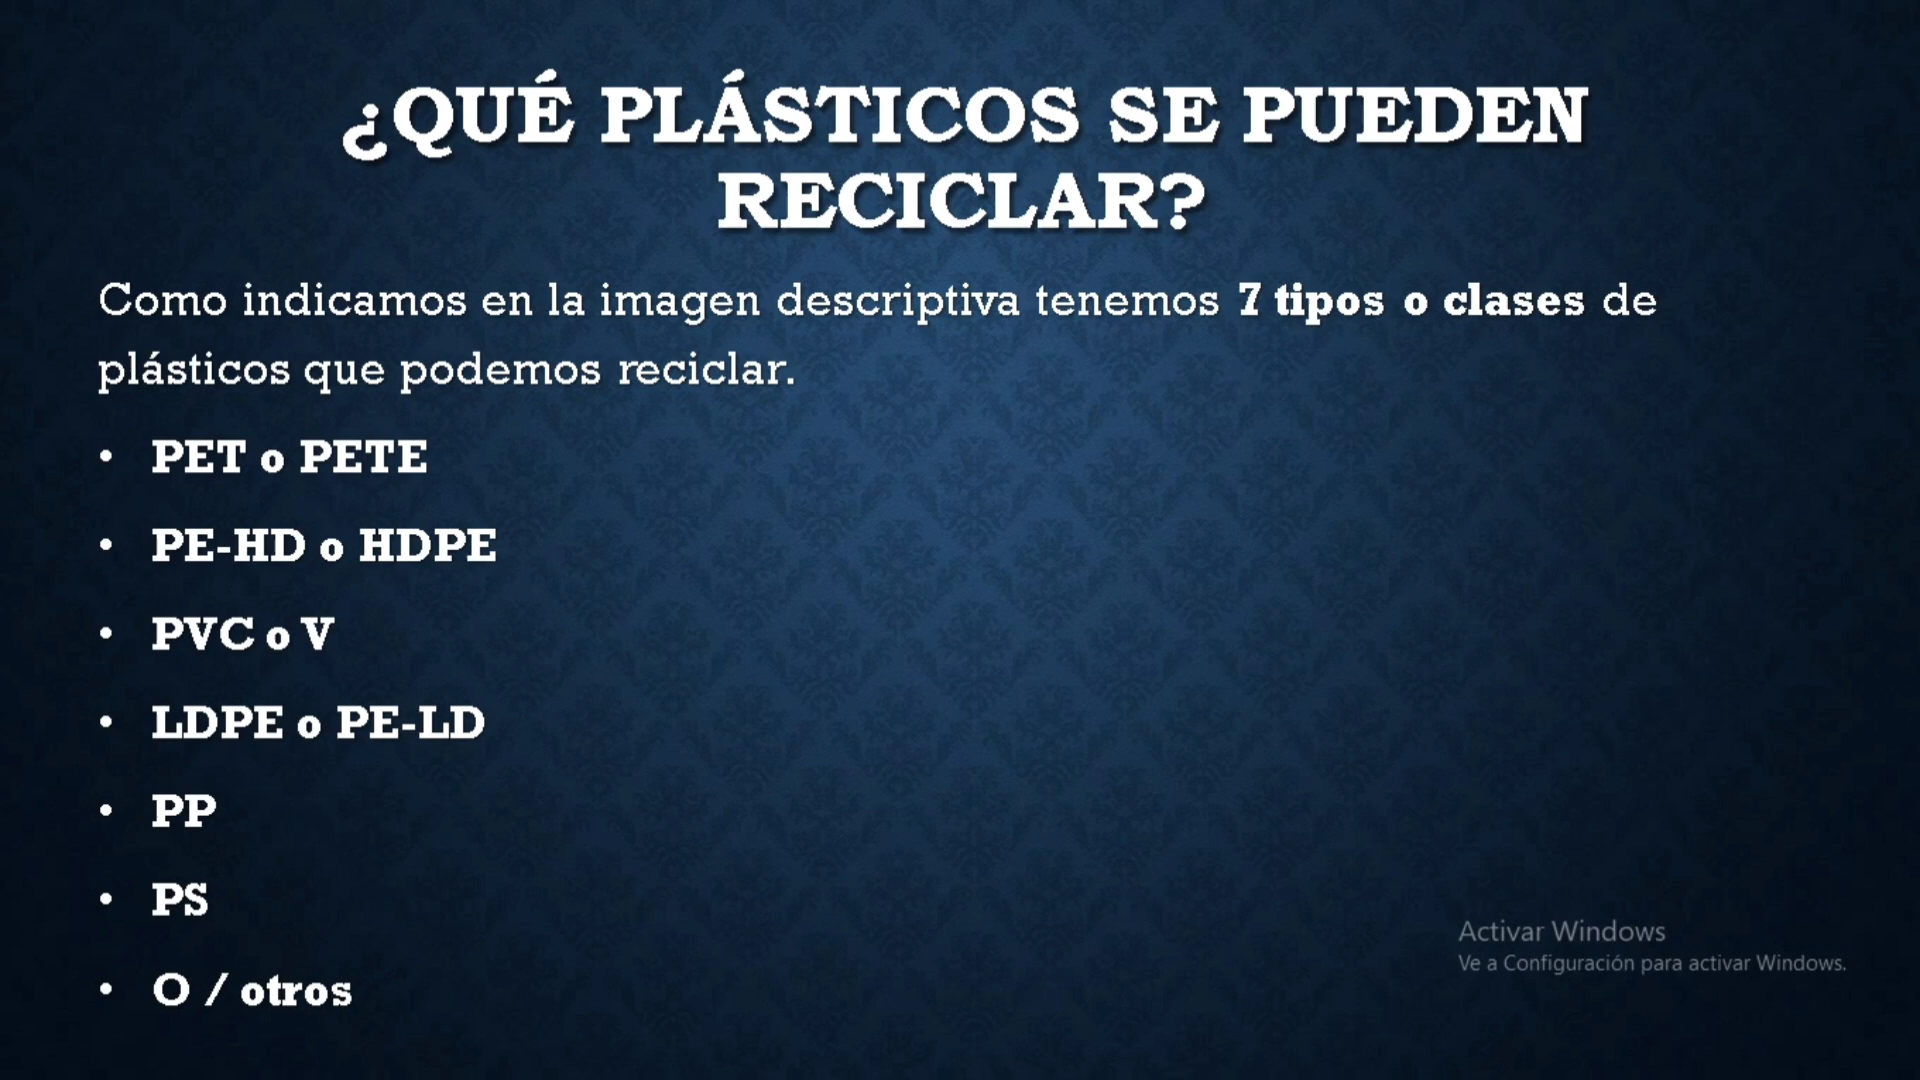 ¿QUÉ PLÁSTICOS SE PUEDEN
RECICLAR?
Como indicamos en la imagen descriptiva tenemos 7 tipos o clases de
plásticos que podemos reciclar.
• PET o PETE
• PE-HD o HDPE
• PVC o V
• LDPE o PE-LD
• PP
• PS
• O / otros
Activar Windows
Ve a Configuración para activar Windows.